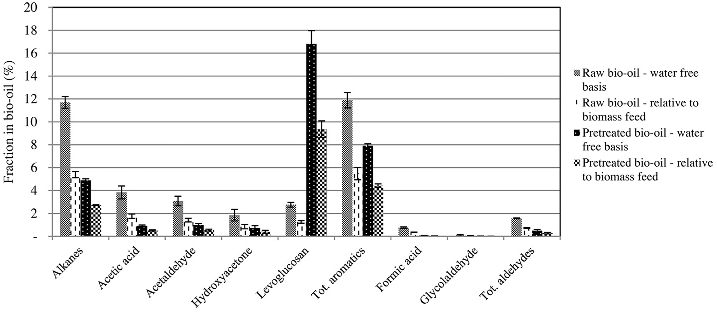 Fraction in bio-oil (%)
20
18
16
14
12
10
8
6
4
2
-
Alkanes
Acetic acid
Acetaldehyde
Hydroxyacetone
Levoglucosan
Tot. aromatics
Formic acid
Glycolaldehyde
Tot. aldehydes
Raw bio-oil - water free
basis
Raw bio-oil - relative to
biomass feed
Pretreated bio-oil - water
free basis
Pretreated bio-oil - relative
to biomass feed